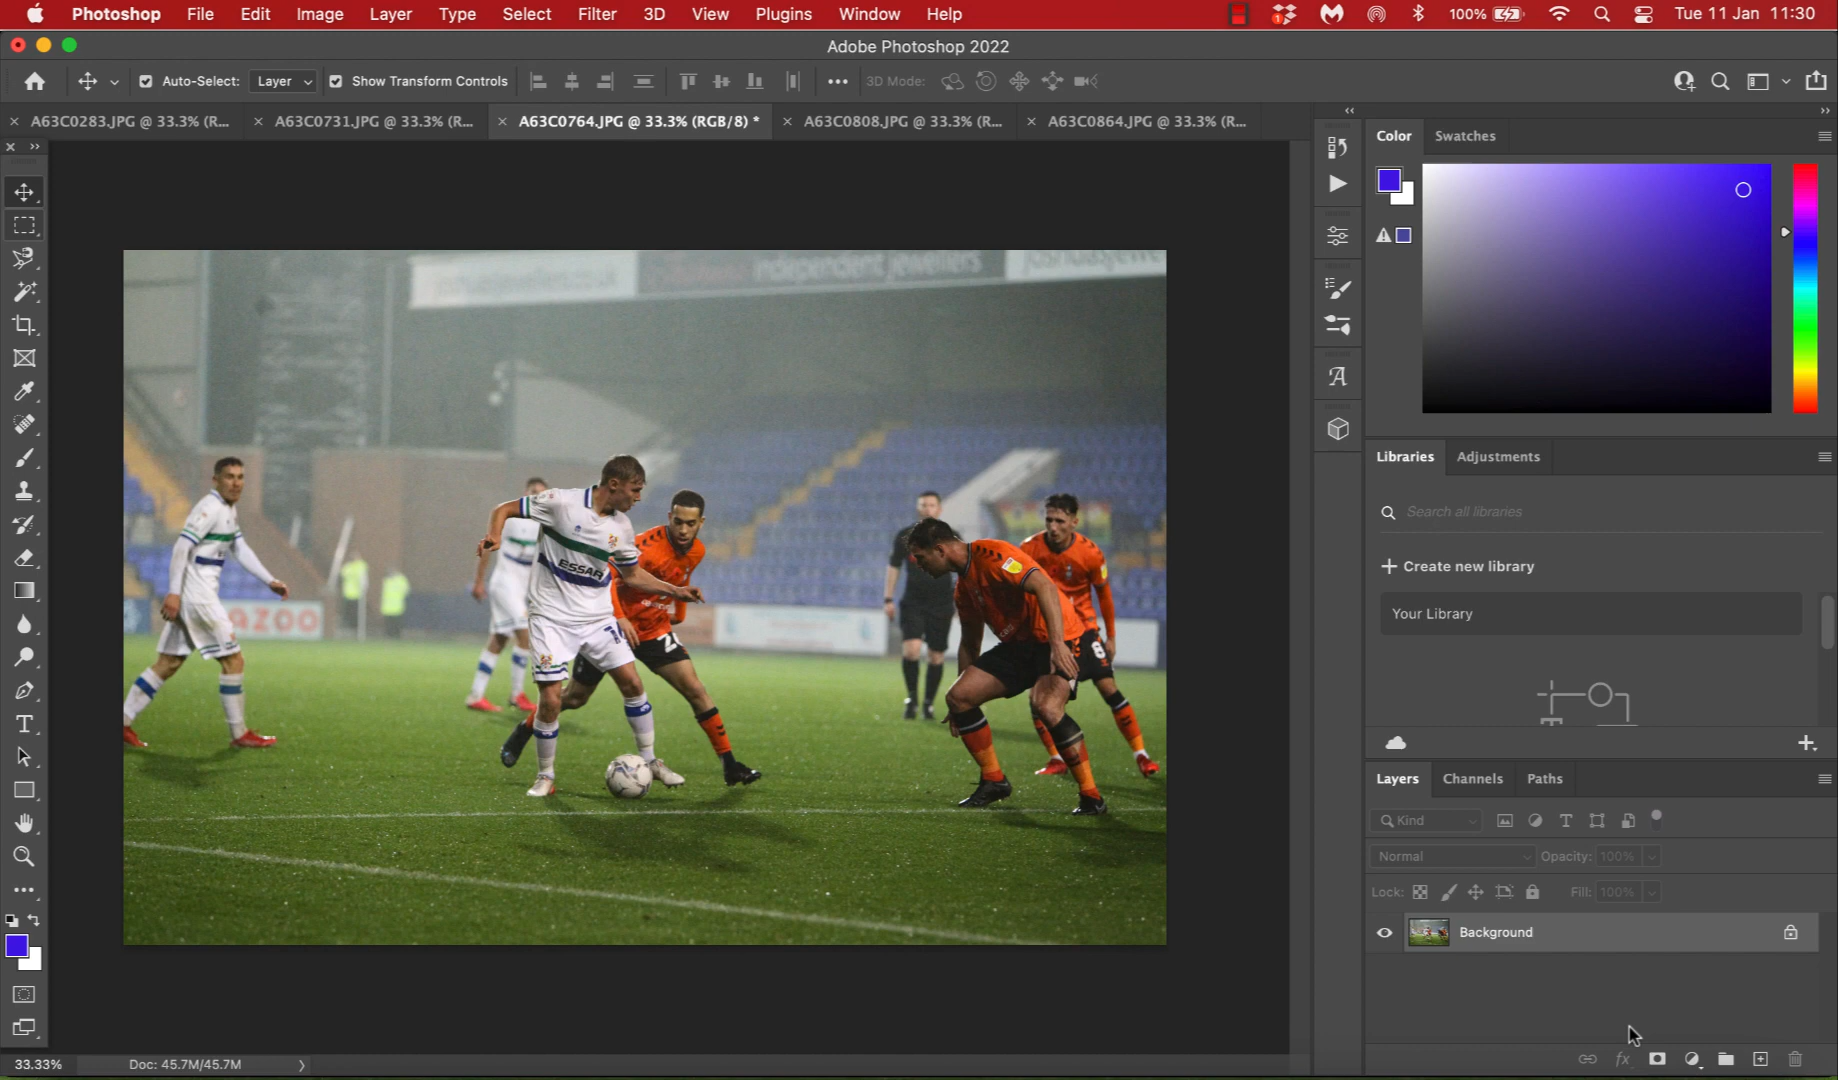 Photoshop File Edit Image Layer Type Select Filter 3D View Plugins Window Help 1 100% Tue 11 Jan 11:30
Adobe Photoshop 2022
Auto-Select: Layer Show Transform Controls 3D Mode:
A63C0283.JPG @ 33.3% (R... A63C0731.JPG @ 33.3% (R... A63C0764.JPG @ 33.3% (RGB/8) * A63C0808.JPG @ 33.3% (R... A63C0864.JPG @ 33.3% (R...
Color Swatches
Libraries Adjustments
Search all libraries
Create new library
Your Library
Layers Channels Paths
Kind
Normal Opacity: 100%
Lock: Fill: 100%
Background
independent jewellers
ESSAR
AZOO
8
33.33% Doc: 45.7M/45.7M
fx